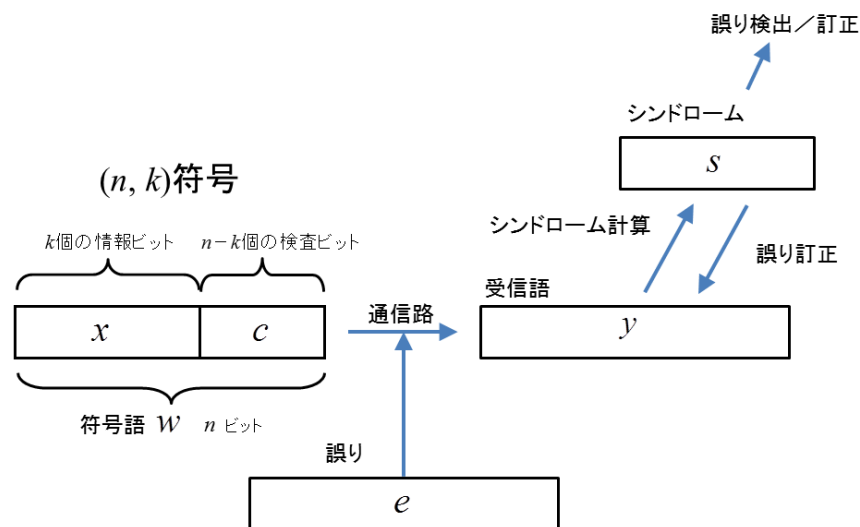 誤り検出／訂正
シンドローム
s
(n, k)符号
シンドローム計算
誤り訂正
k個の情報ビット n−k個の検査ビット
受信語
x c
通信路
y
符号語 w n ビット
誤り
e